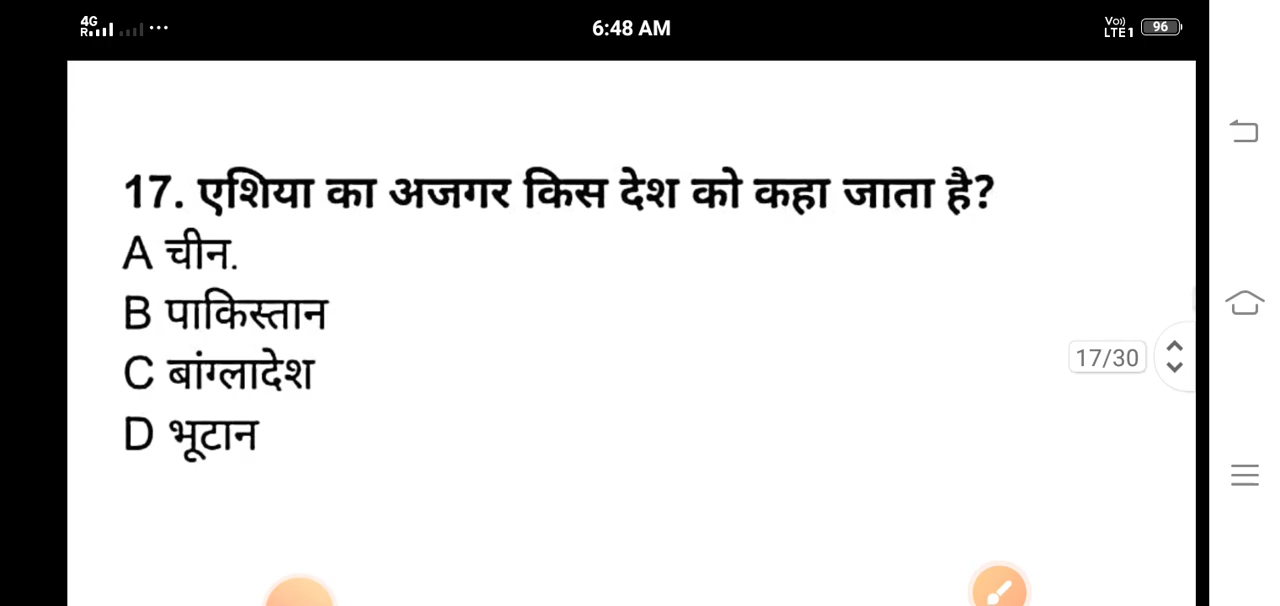 4G
R
6:48 AM
Vo))
LTE1
96
17. एशिया का अजगर किस देश को कहा जाता है?
A चीन.
B पाकिस्तान
C बांग्लादेश
D भूटान
17/30